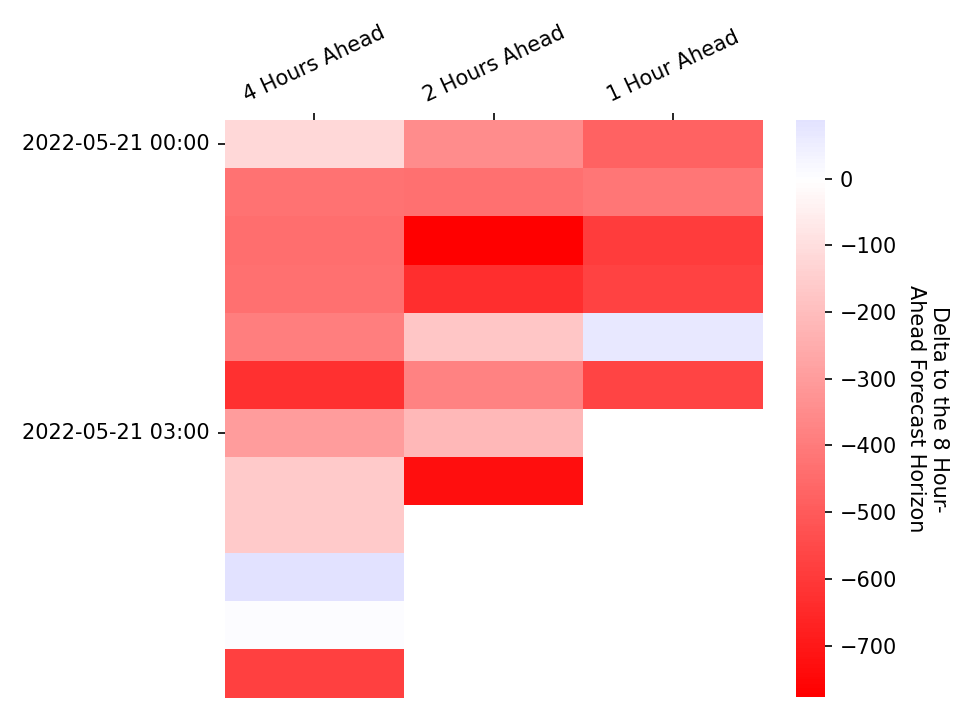 4 Hours Ahead
2 Hours Ahead
1 Hour Ahead
2022-05-21 00:00
2022-05-21 03:00
0
−100
−200
−300
−400
−500
−600
−700
Delta to the 8 Hour-
Ahead Forecast Horizon